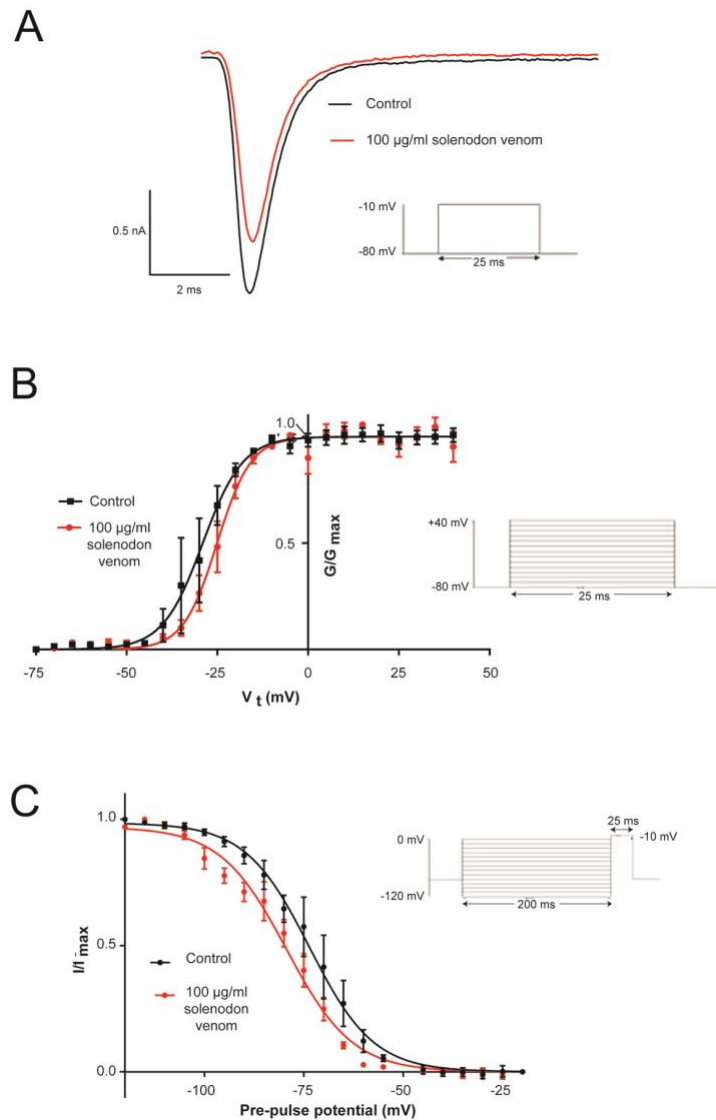 A
Control
100 µg/ml solenodon venom
0.5 nA
2 ms
-10 mV
-80 mV
25 ms
B
1.0
0.5
G/G max
Control
100 µg/ml
solenodon
venom
-75 -50 -25 0 25 50
V t (mV)
+40 mV
-80 mV
25 ms
C
1.0
0.5
0.0
I/I-max
Control
100 µg/ml
solenodon
venom
-100 -75 -50 -25
Pre-pulse potential (mV)
25 ms
0 mV
-10 mV
-120 mV
200 ms